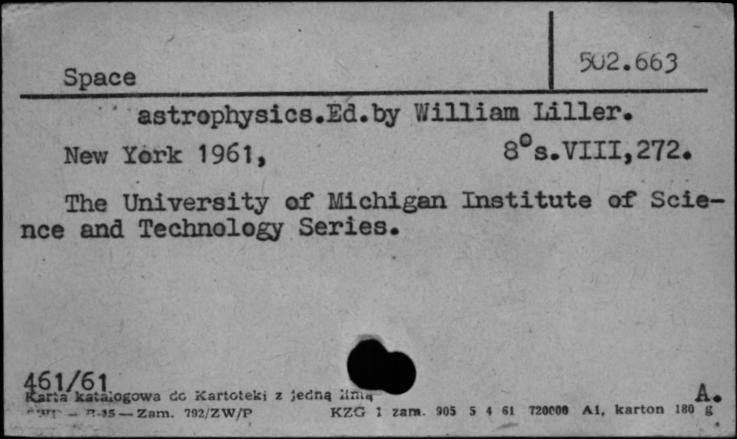 502.663
Space
astrophysics.Ed.by William Liller.
New York 1961, 8°s.VIII,272.
The University of Michigan Institute of Scie-
nce and Technology Series.
461/61 A.
Karta katalogowa do Kartoteki z jedną linią
— Zam. 792/ZW/P KZG 1 zam. 905 5 4 61 720000 A1, karton 180 g